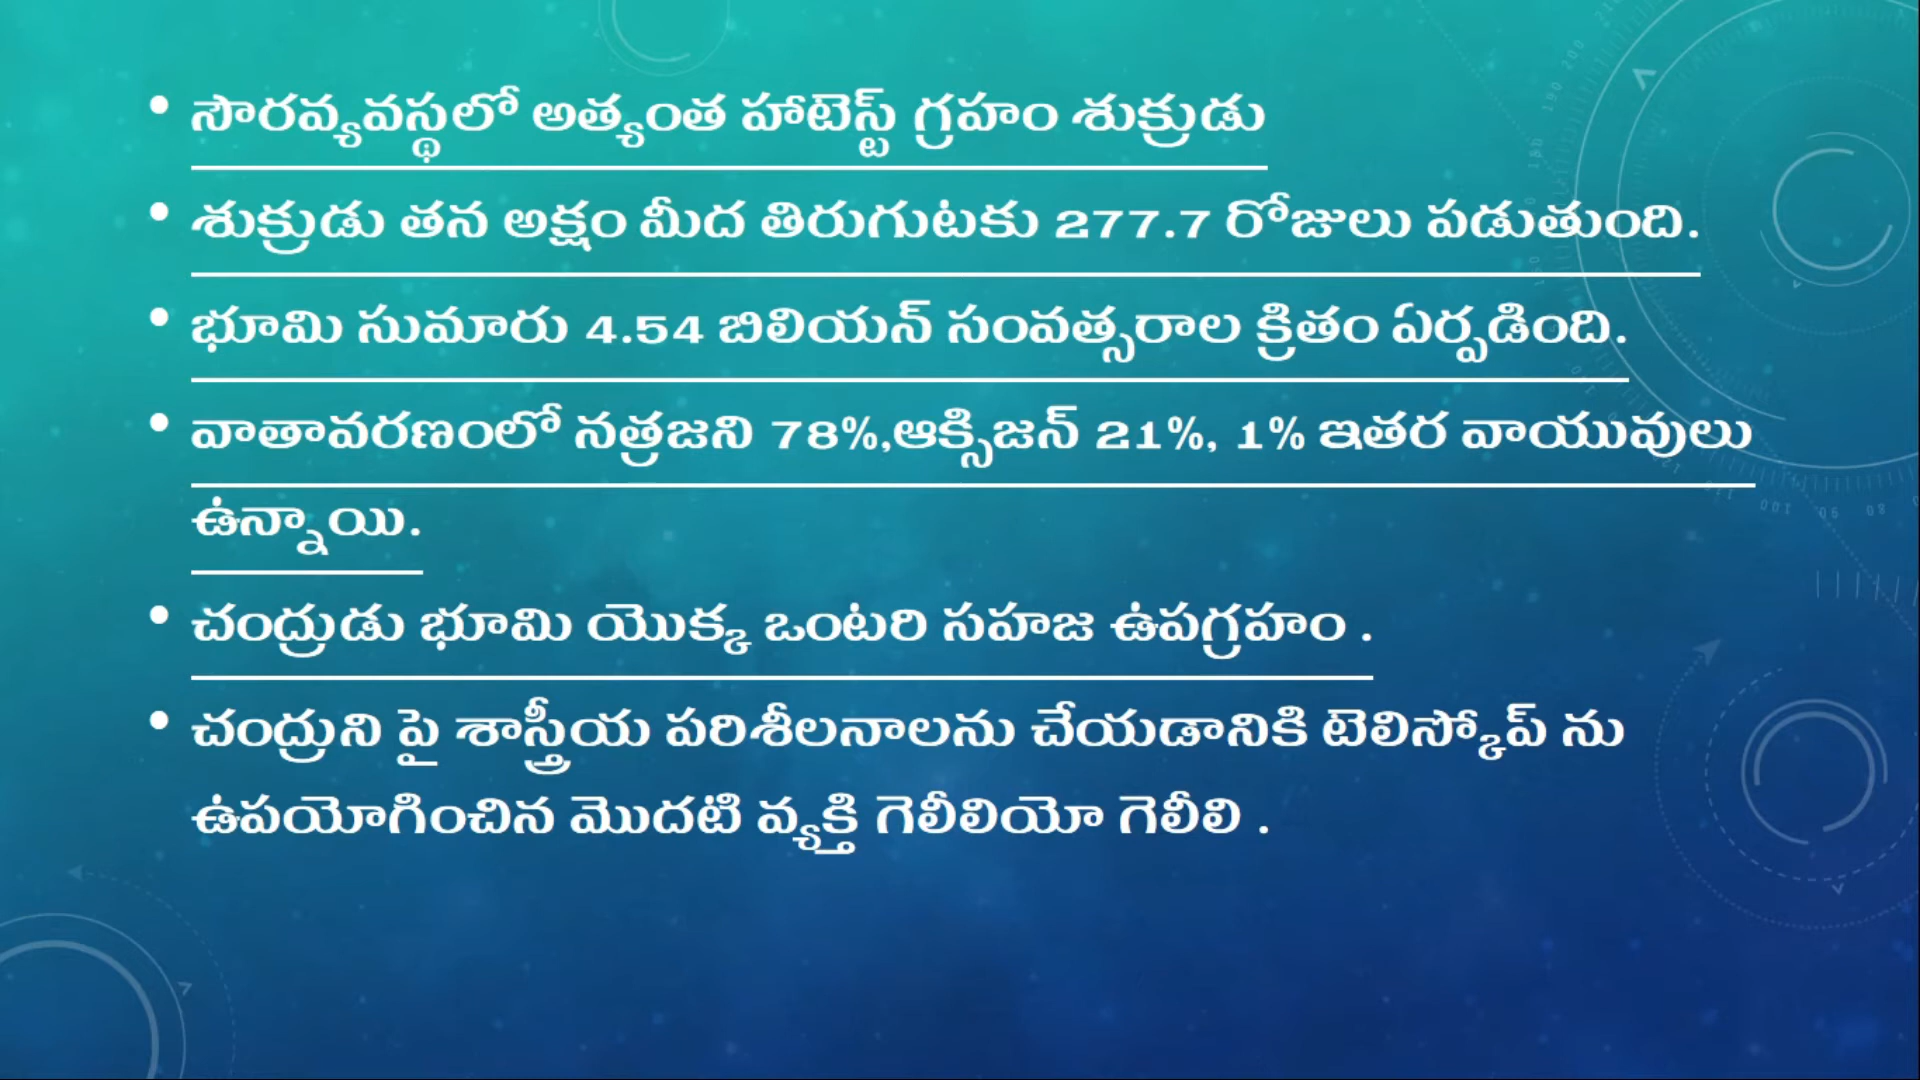 • సౌరవ్యవస్థలో అత్యంత హాటెస్ట్ గ్రహం శుక్రుడు
• శుక్రుడు తన అక్షం మీద తిరుగుటకు 277.7 రోజులు పడుతుంది.
• భూమి సుమారు 4.54 బిలియన్ సంవత్సరాల క్రితం ఏర్పడింది.
• వాతావరణంలో నత్రజని 78%,ఆక్సిజన్ 21%, 1% ఇతర వాయువులు
ఉన్నాయి.
• చంద్రుడు భూమి యొక్క ఒంటరి సహజ ఉపగ్రహం .
• చంద్రుని పై శాస్త్రీయ పరిశీలనాలను చేయడానికి టెలిస్కోప్ ను
ఉపయోగించిన మొదటి వ్యక్తి గెలీలియో గెలీలి .